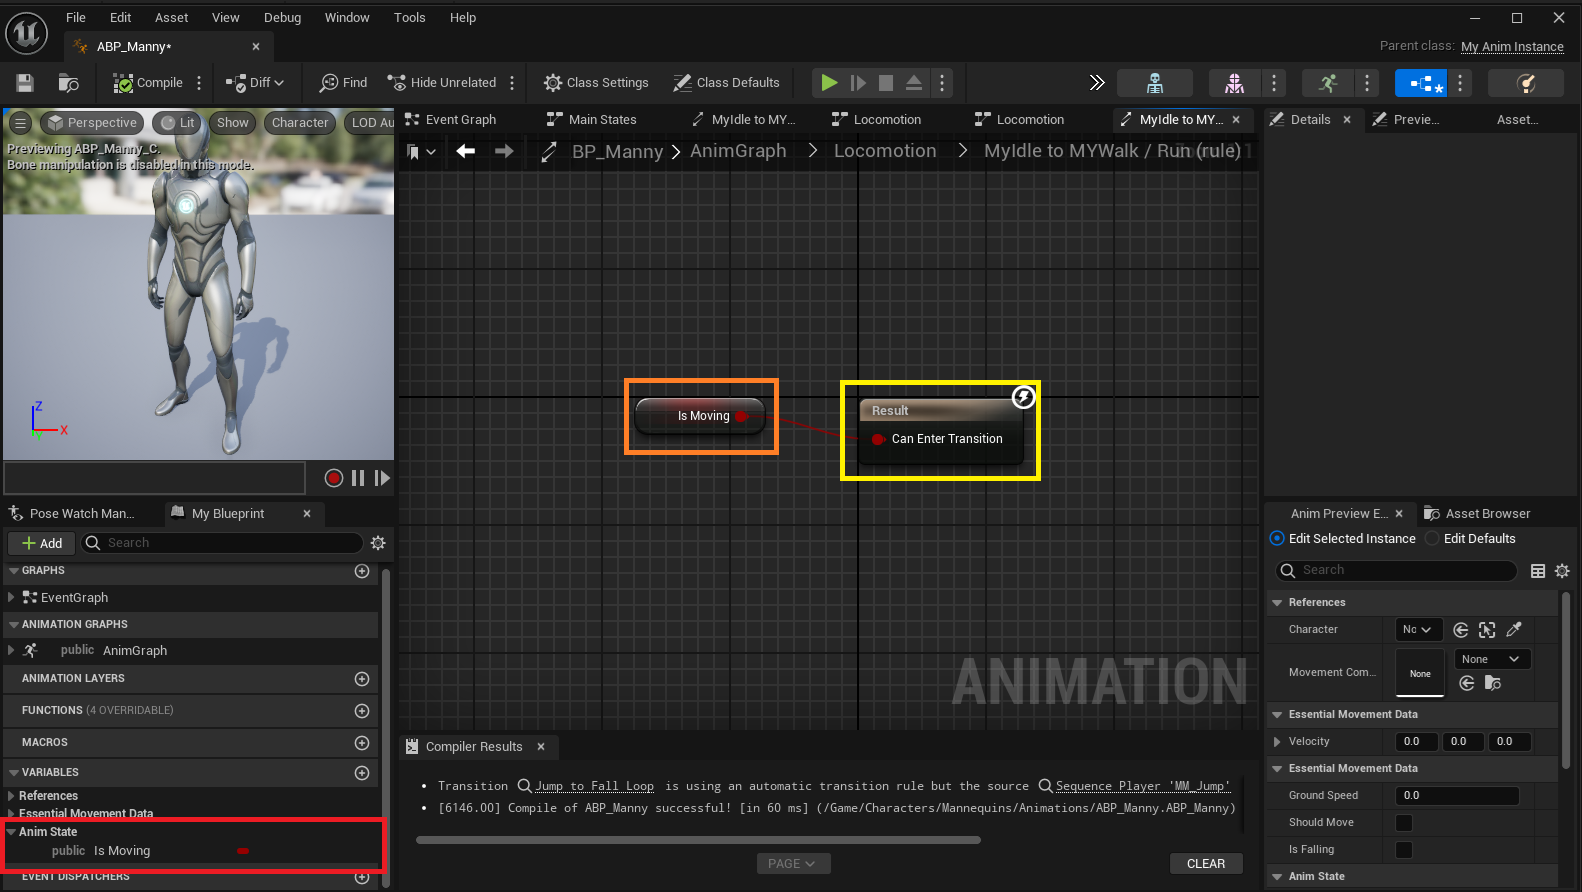 File Edit Asset View Debug Window Tools Help
ABP_Manny*
Parent class: My Anim Instance
Compile Diff Find Hide Unrelated Class Settings Class Defaults
Perspective Lit Show Character LOD Au
Previewing ABP_Manny_C.
Bone manipulation is disabled in this mode.
Z
X
Y
Event Graph Main States MyIdle to MY... Locomotion Locomotion MyIdle to MY...
BP_Manny > AnimGraph > Locomotion > MyIdle to MYWalk / Run (rule)
Is Moving
Result
Can Enter Transition
ANIMATION
Details Previe... Asset...
Pose Watch Man... My Blueprint
Add Search
GRAPHS
EventGraph
ANIMATION GRAPHS
public AnimGraph
ANIMATION LAYERS
FUNCTIONS (4 OVERRIDABLE)
MACROS
VARIABLES
References
Essential Movement Data
Anim State
public Is Moving
EVENT DISPATCHERS
Compiler Results
• Transition Jump to Fall Loop is using an automatic transition rule but the source Sequence Player 'MM_Jump'
• [6146.00] Compile of ABP_Manny successful! [in 60 ms] (/Game/Characters/Mannequins/Animations/ABP_Manny.ABP_Manny)
PAGE CLEAR
Anim Preview E... Asset Browser
Edit Selected Instance Edit Defaults
Search
References
Character Nc
Movement Com... None None
Essential Movement Data
Velocity 0.0 0.0 0.0
Essential Movement Data
Ground Speed 0.0
Should Move
Is Falling
Anim State